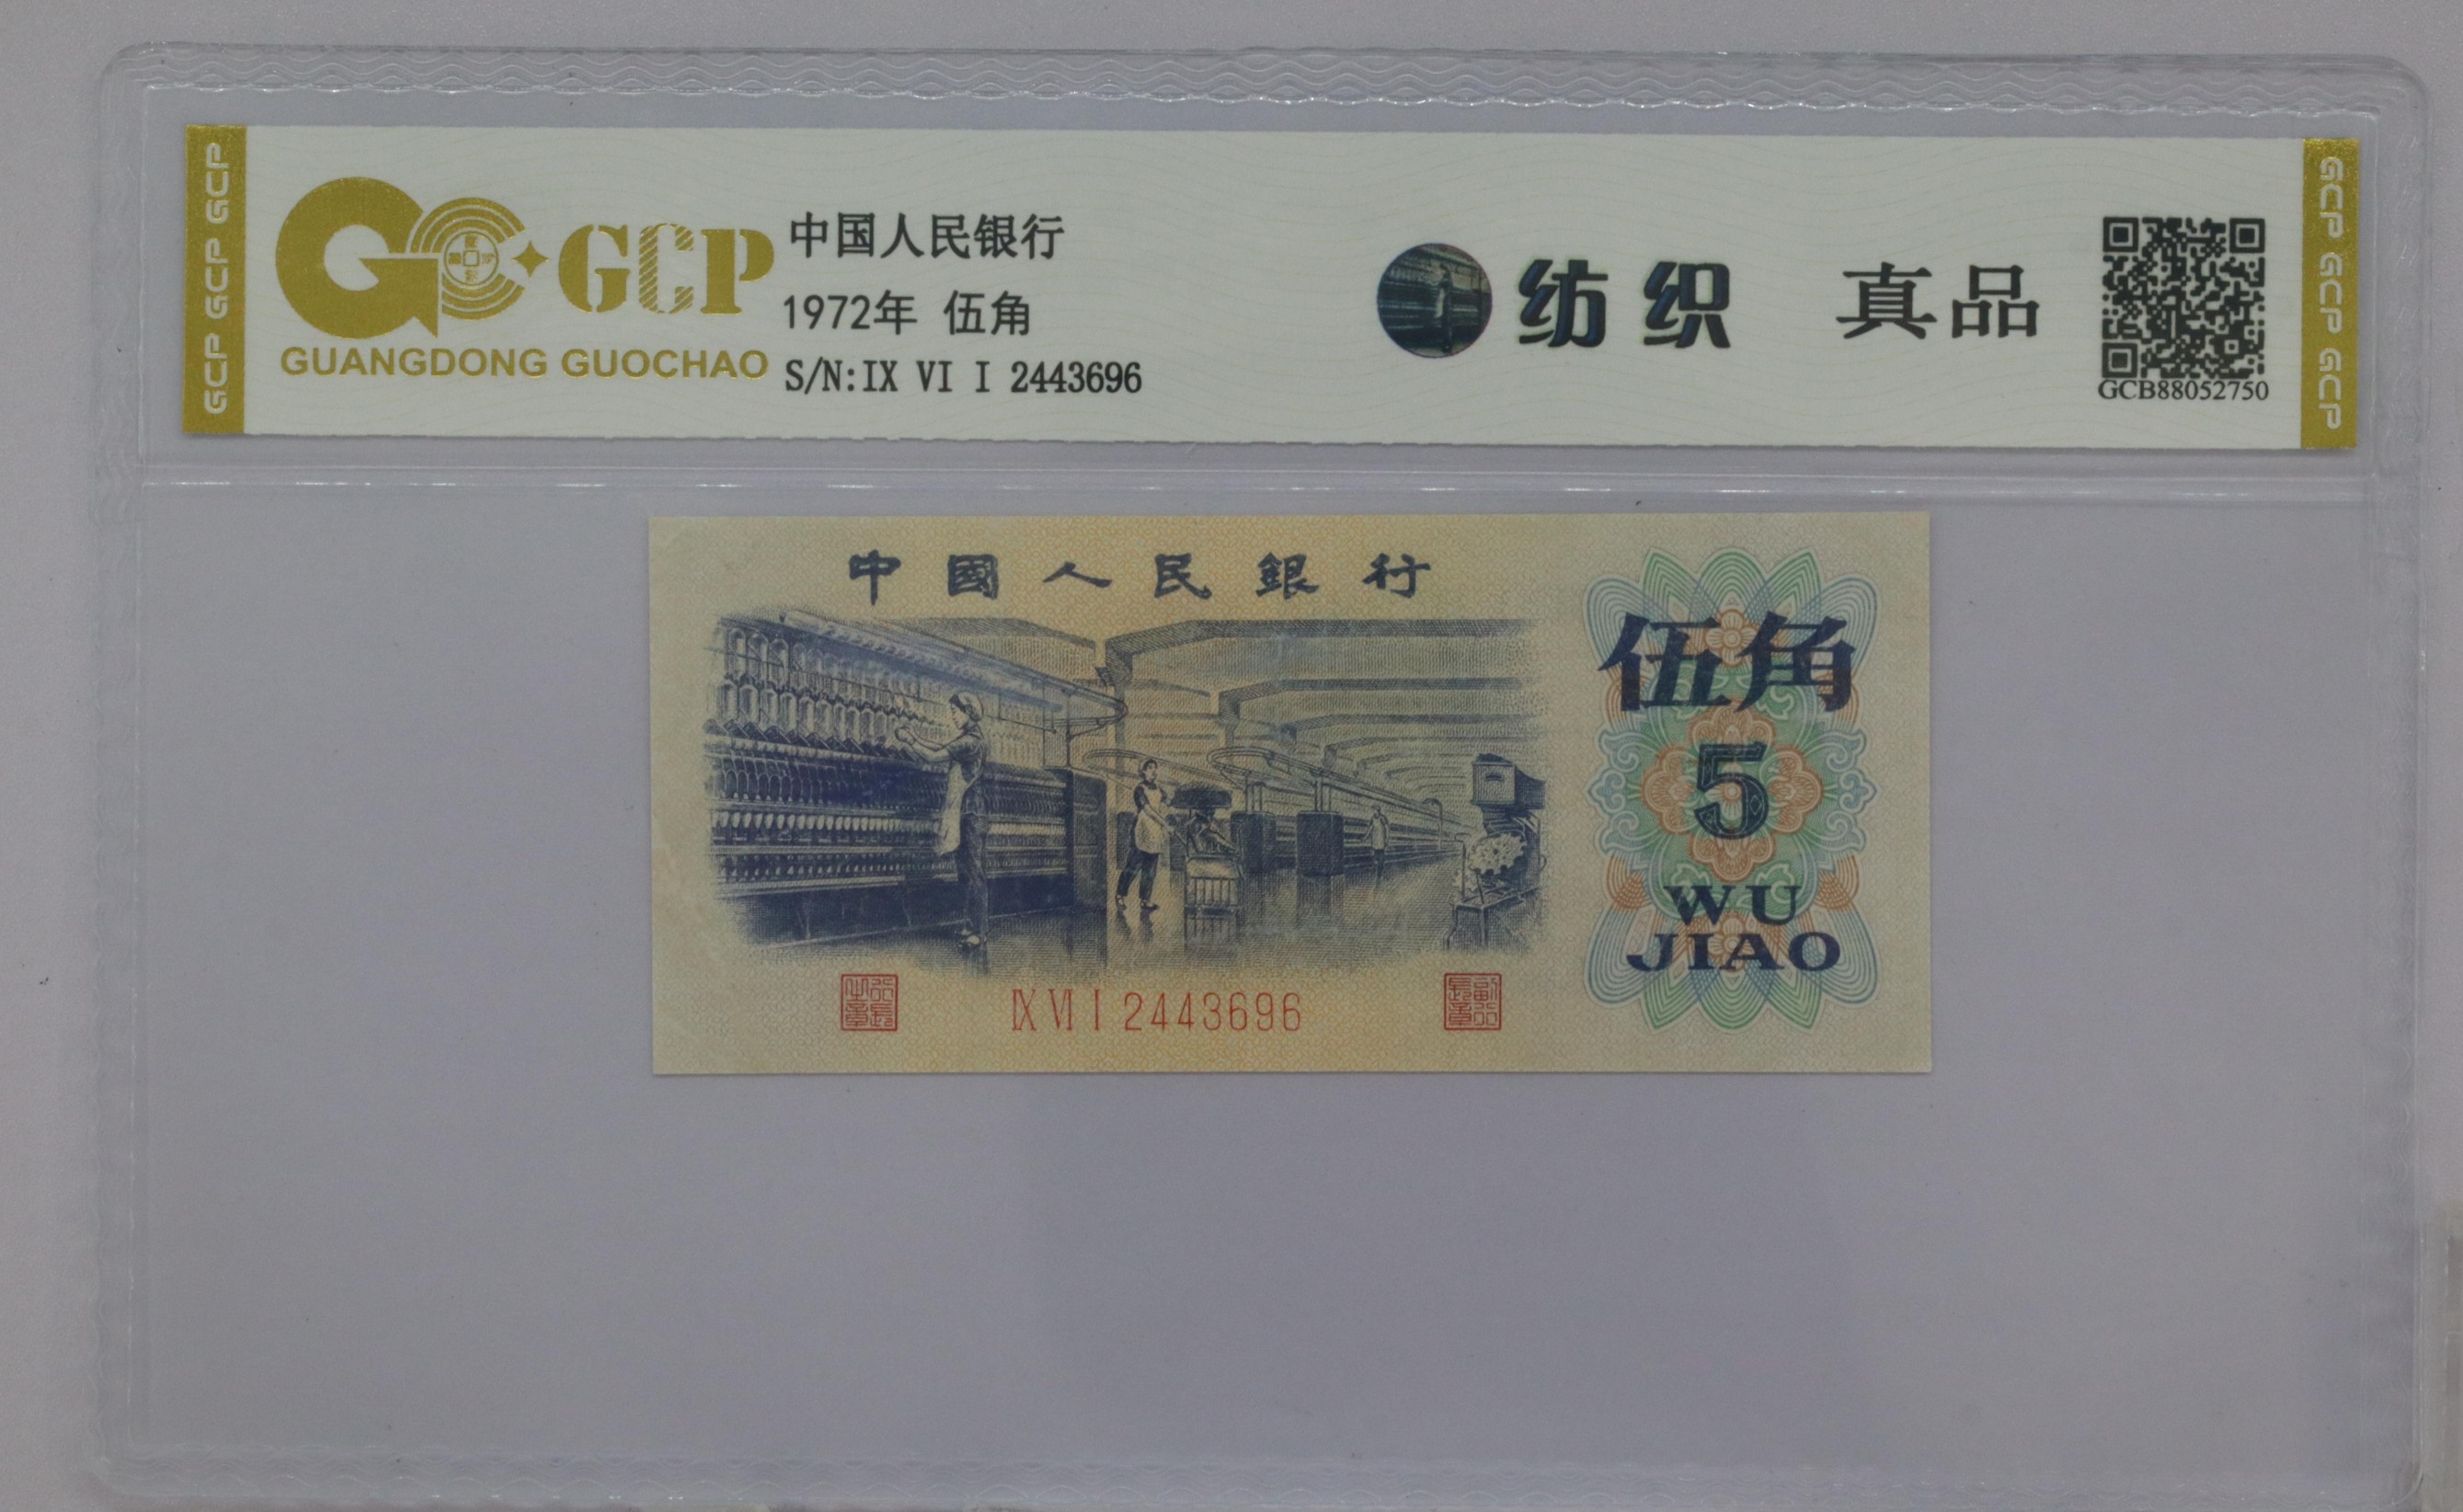 GCP GCP GCP
GCP
GUANGDONG GUOCHAO
中国人民银行
1972年 伍角
S/N:IX VI I 2443696
纺织
真品
GCB88052750
GCP GCP GCP
中國人民銀行
伍角
5
WU
JIAO
IX VI I 2443696